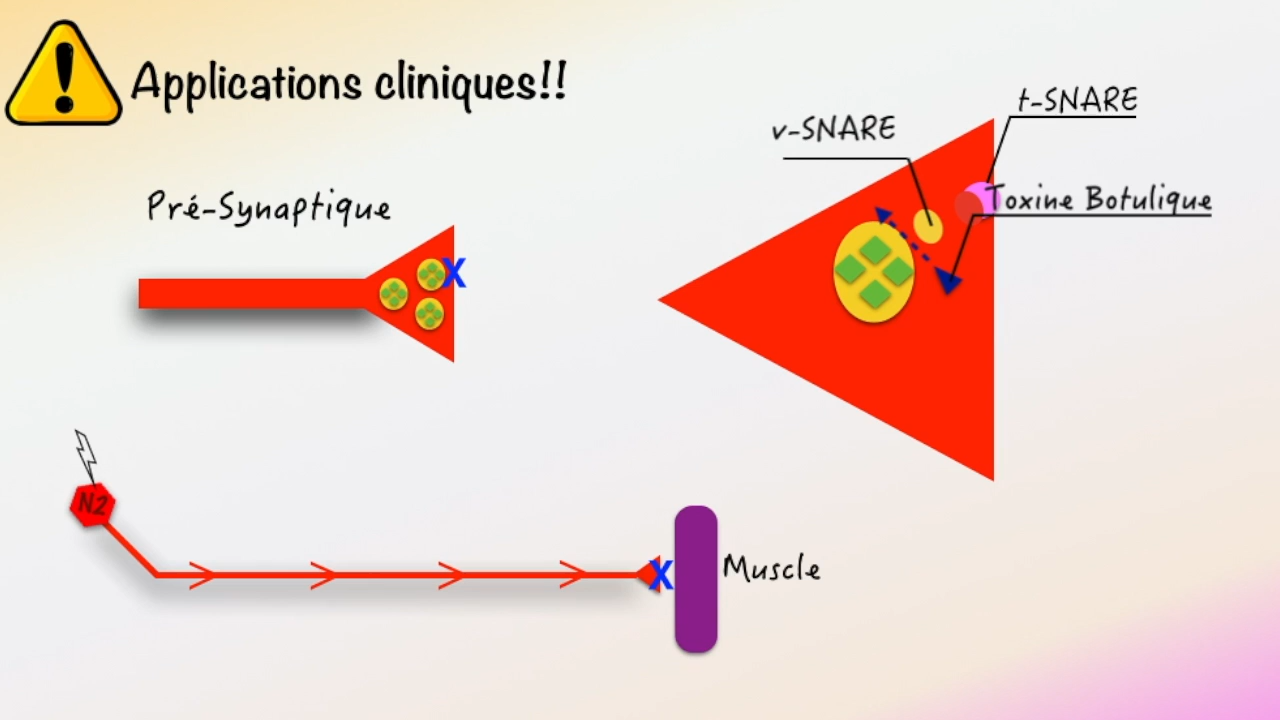 Applications cliniques!!
t-SNARE
v-SNARE
Toxine Botulique
Pré-Synaptique
X
N2
X
Muscle